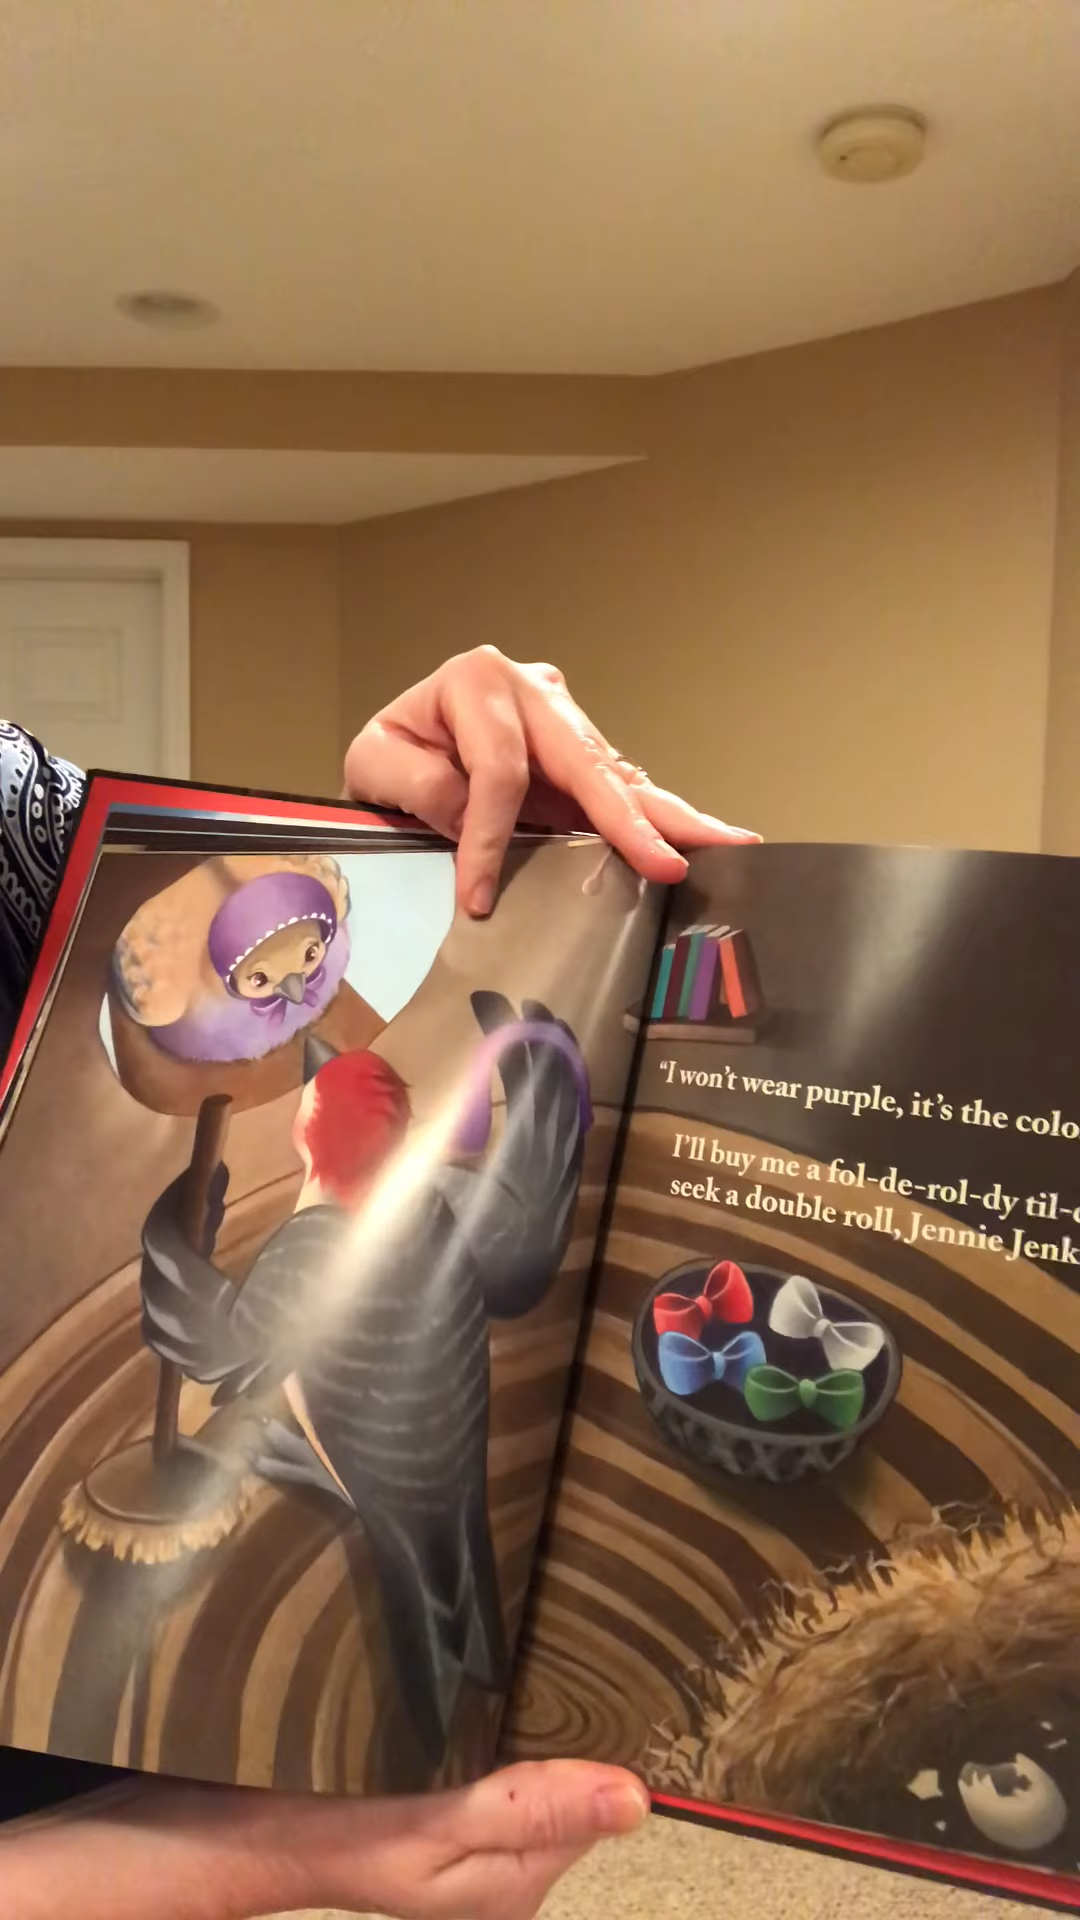 “I won’t wear purple, it’s the colo
I’ll buy me a fol-de-rol-dy til-
seek a double roll, Jennie Jenk